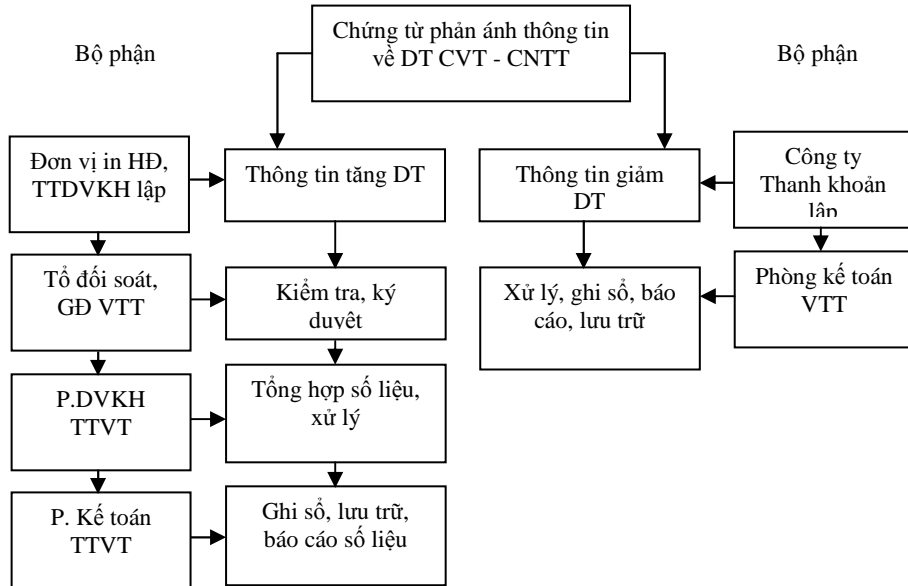 Chứng từ phản ánh thông tin
về DT CVT - CNTT
Bộ phận
Bộ phận
Đơn vị in HĐ,
TTDVKH lập
Thông tin tăng DT
Thông tin giảm
DT
Công ty
Thanh khoản
lập
Tổ đối soát,
GĐ VTT
Kiểm tra, ký
duyệt
Xử lý, ghi sổ, báo
cáo, lưu trữ
Phòng kế toán
VTT
P.DVKH
TTVT
Tổng hợp số liệu,
xử lý
P. Kế toán
TTVT
Ghi sổ, lưu trữ,
báo cáo số liệu